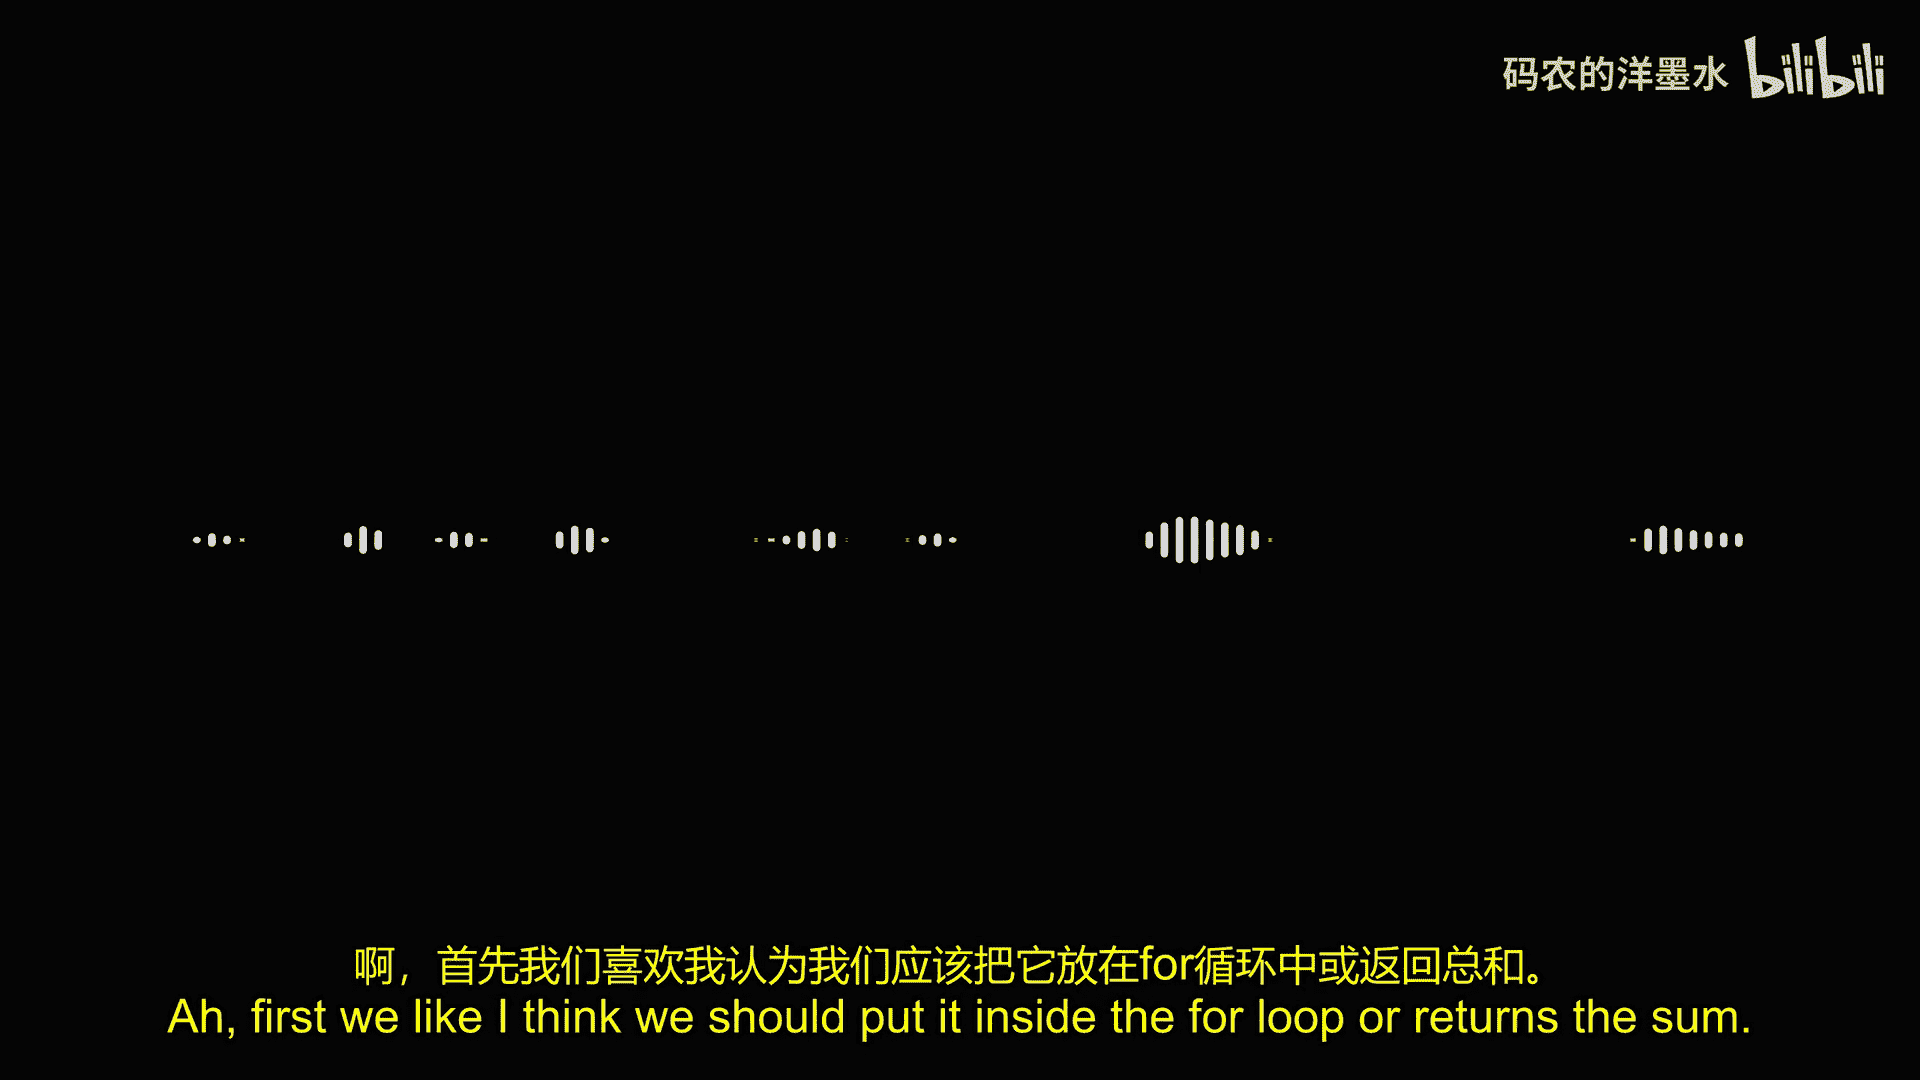 码农的洋墨水 bilibili
啊，首先我们喜欢我认为我们应该把它放在for循环中或返回总和。
Ah, first we like I think we should put it inside the for loop or returns the sum.